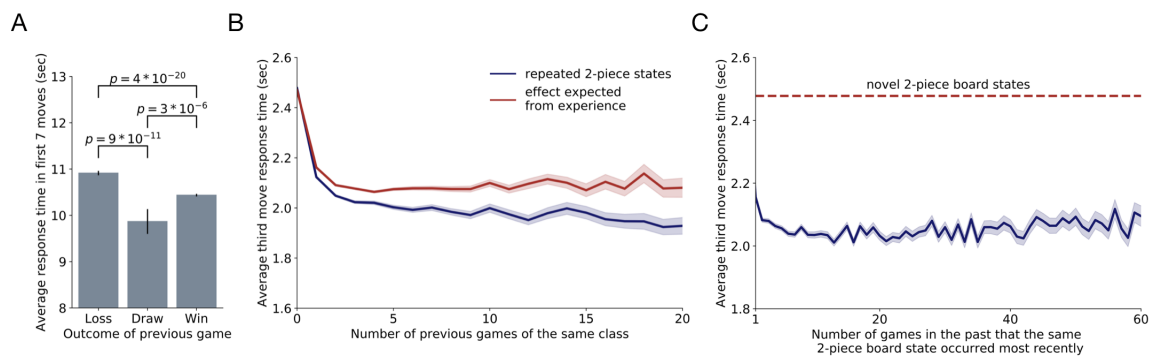 A
B
C
Average response time in first 7 moves (sec)
13
12
11
10
9
8
p = 4 * 10⁻²⁰
p = 3 * 10⁻⁶
p = 9 * 10⁻¹¹
Loss Draw Win
Outcome of previous game
Average third move response time (sec)
2.6
2.4
2.2
2.0
1.8
1.6
repeated 2-piece states
effect expected
from experience
0 5 10 15 20
Number of previous games of the same class
Average third move response time (sec)
2.6
2.4
2.2
2.0
1.8
novel 2-piece board states
1 20 40 60
Number of games in the past that the same
2-piece board state occurred most recently